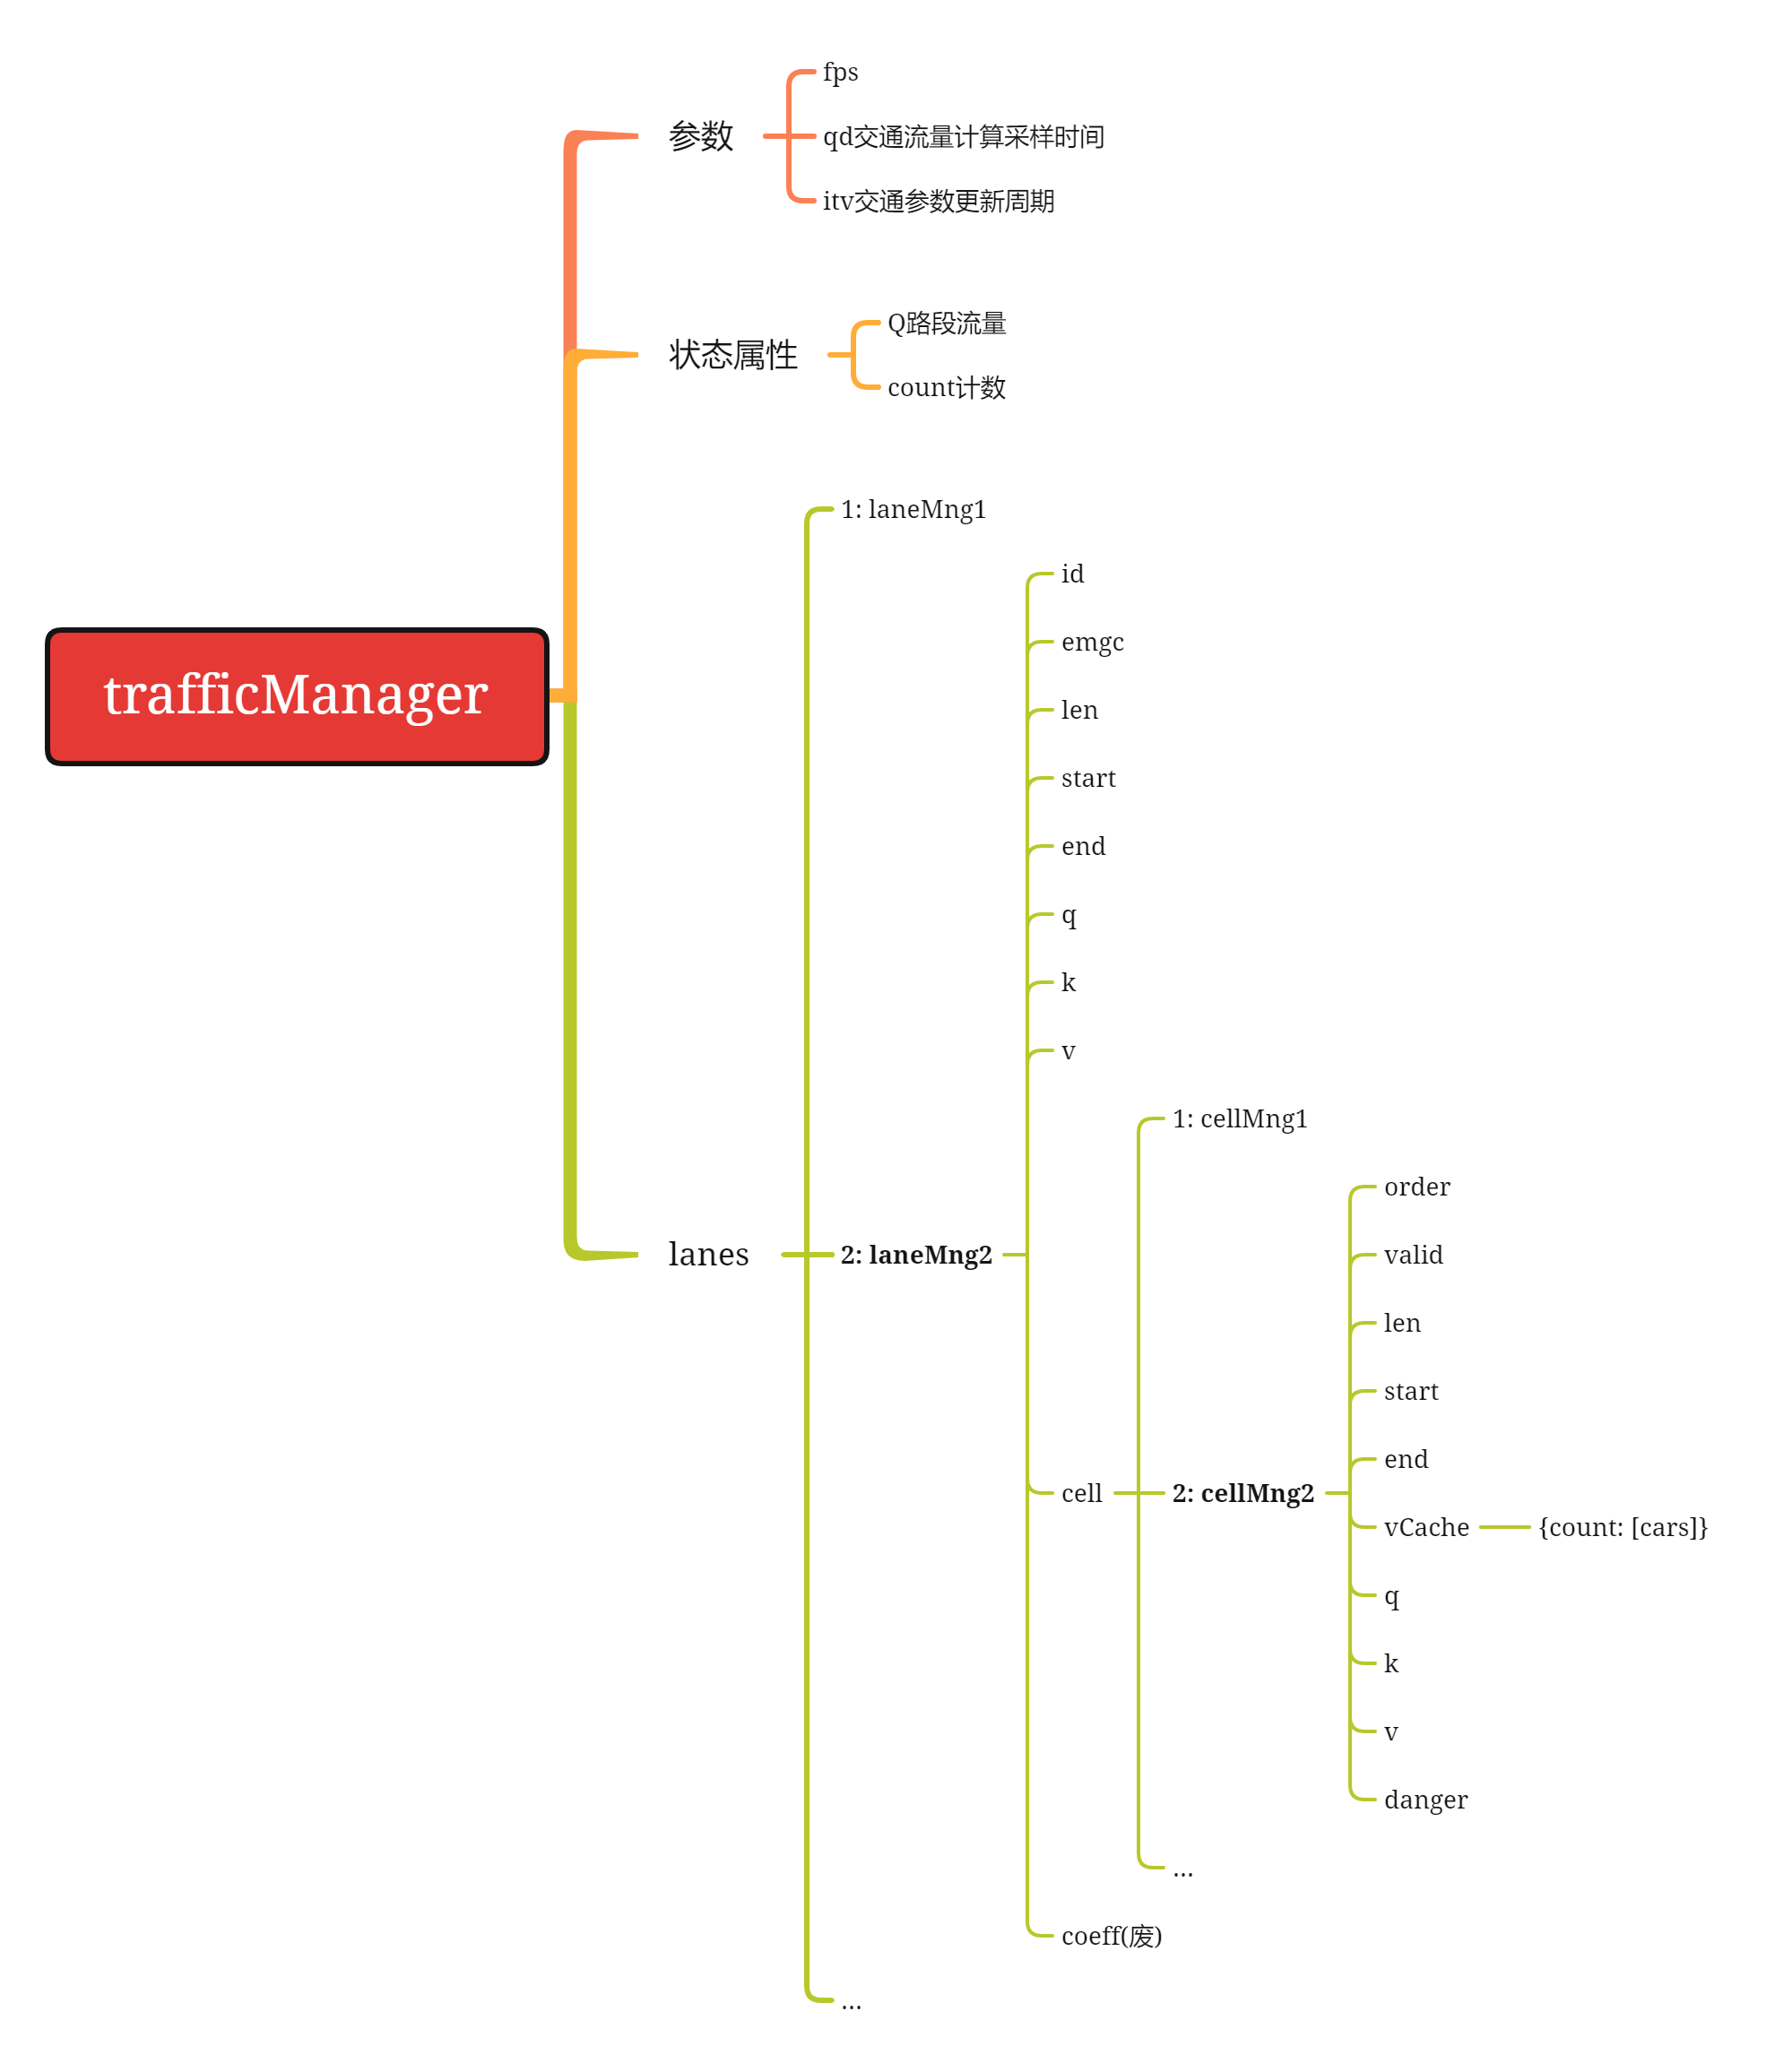 fps
参数
qd交通流量计算采样时间
itv交通参数更新周期
Q路段流量
状态属性
count计数
1: laneMng1
id
emgc
trafficManager
len
start
end
q
k
v
1: cellMng1
order
lanes
2: laneMng2
valid
len
start
end
cell
2: cellMng2
vCache
{count: [cars]}
q
k
v
danger
...
coeff(废)
...